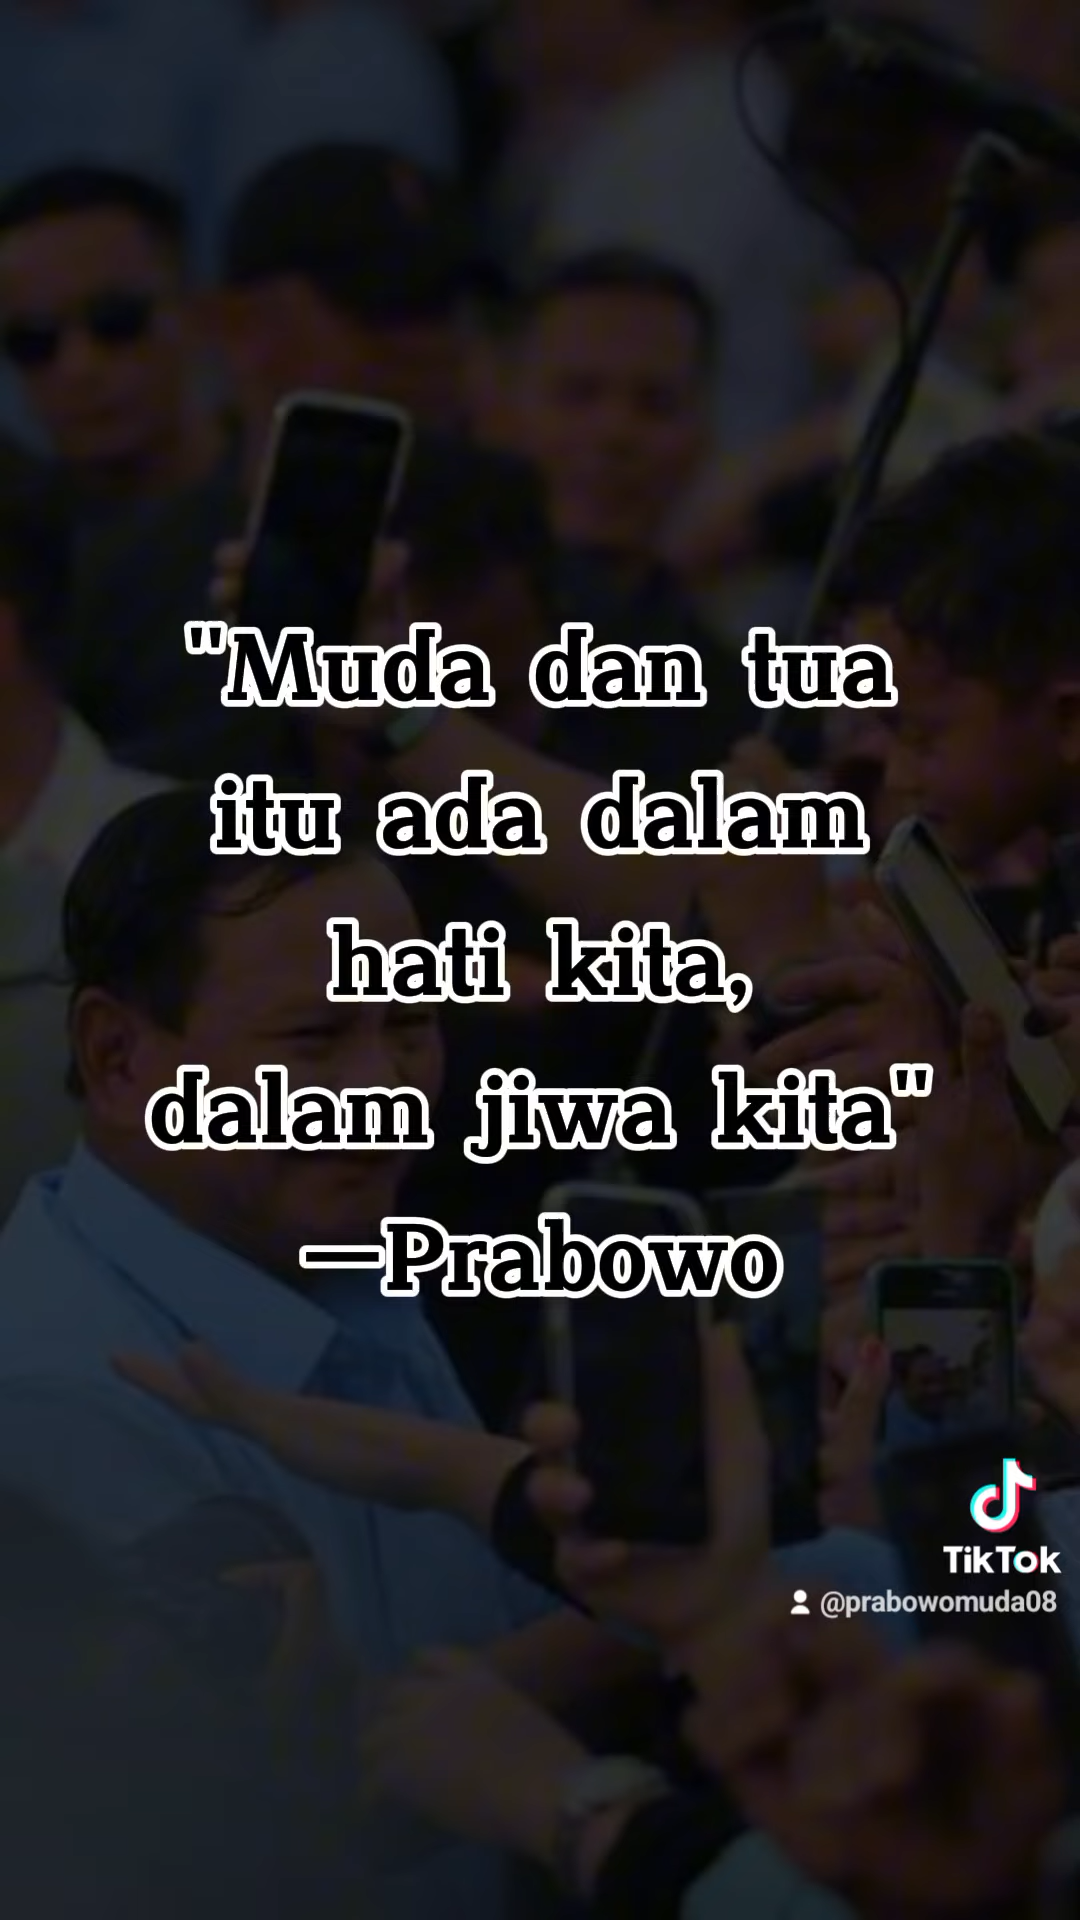 "Muda dan tua
itu ada dalam
hati kita,
dalam jiwa kita"
—Prabowo
TikTok
@prabowomuda08